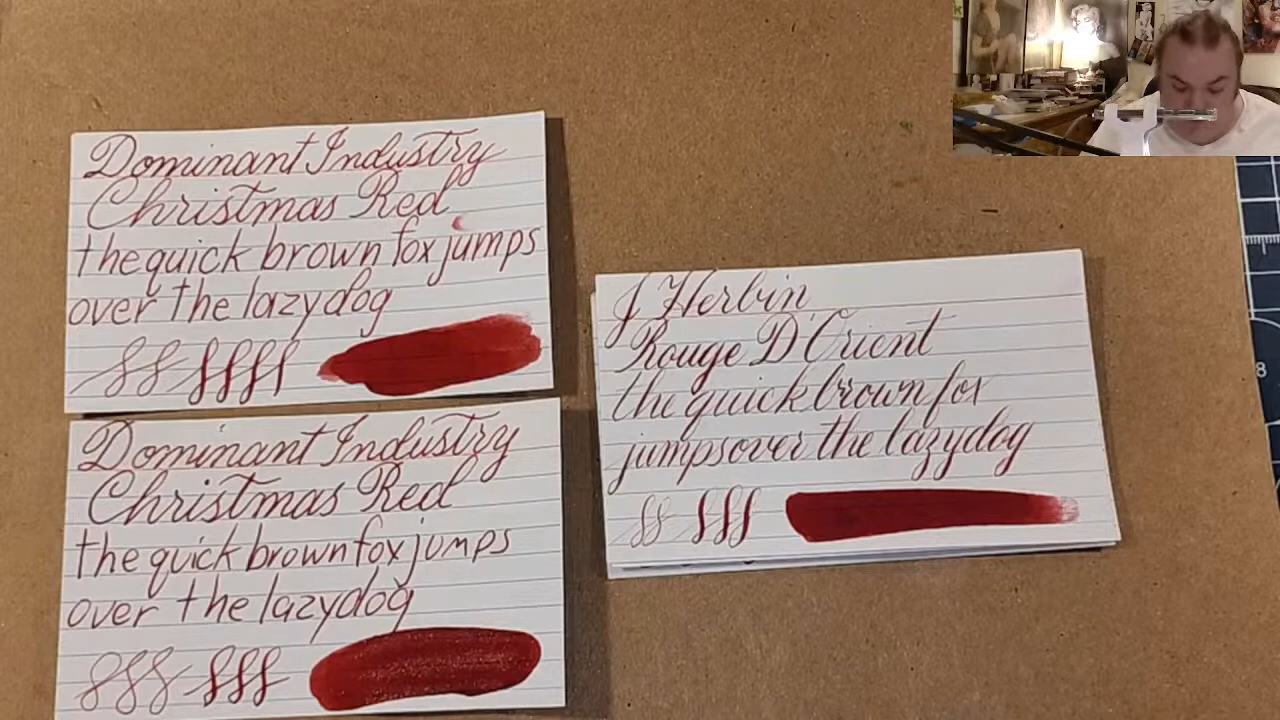 Dominant Industry
Christmas Red
the quick brown fox jumps
over the lazy dog
Dominant Industry
Christmas Red
the quick brown fox jumps
over the lazy dog
J Herbin
Rouge D'Orient
the quick brown fox
jumps over the lazy dog
8